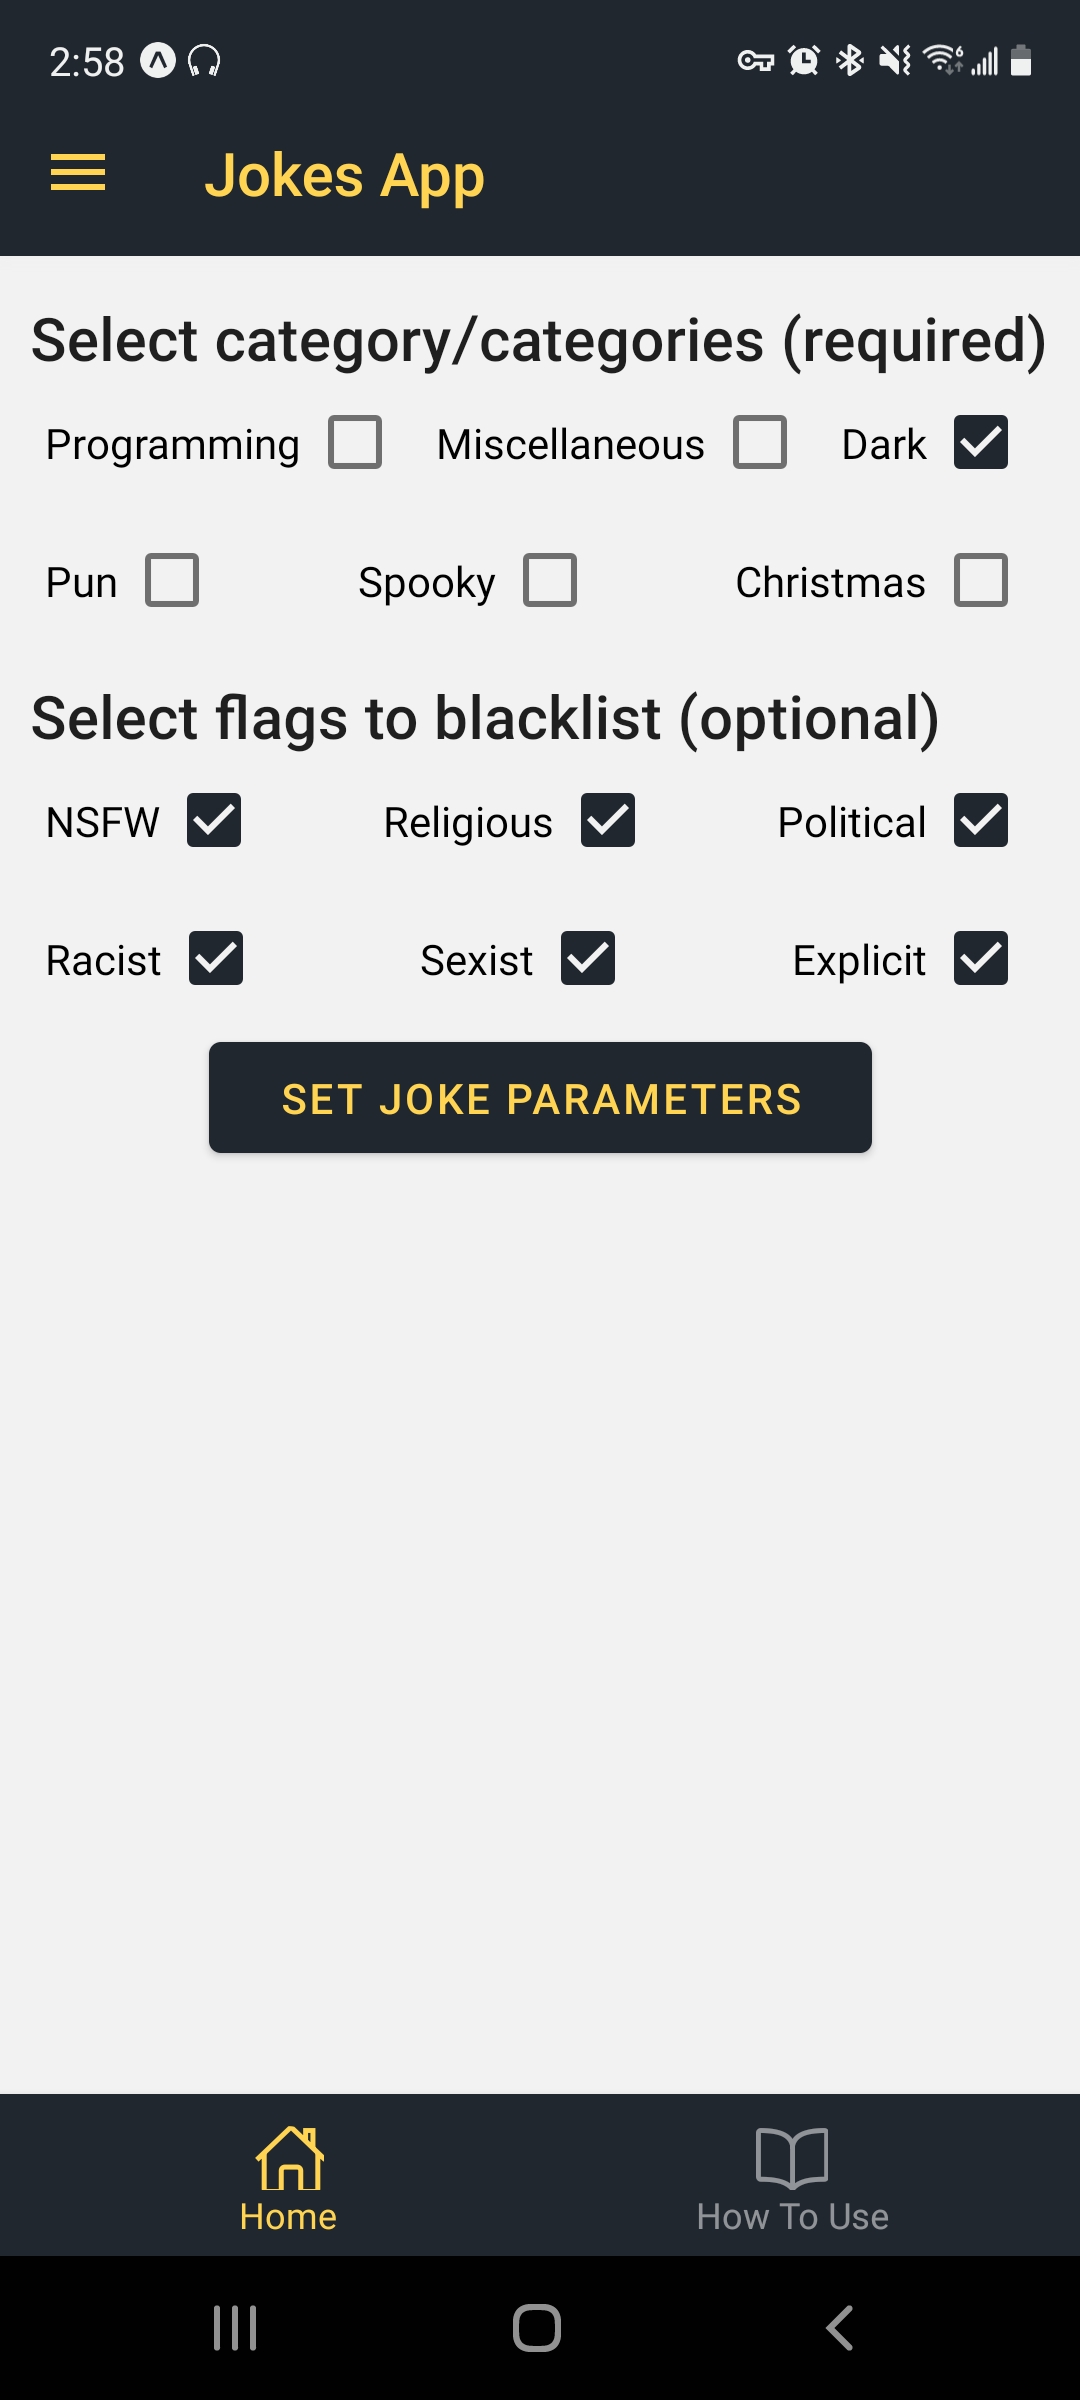 2:58
Jokes App
Select category/categories (required)
Programming Miscellaneous Dark
Pun Spooky Christmas
Select flags to blacklist (optional)
NSFW Religious Political
Racist Sexist Explicit
SET JOKE PARAMETERS
Home How To Use